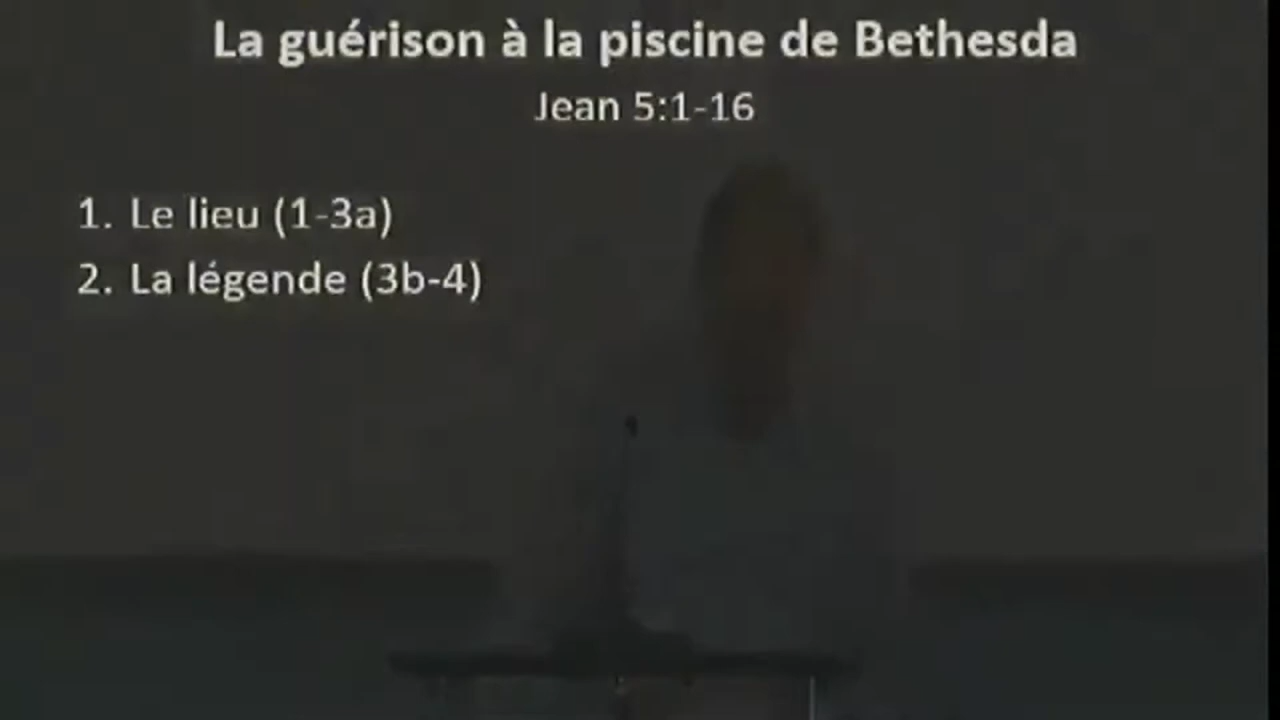 La guérison à la piscine de Bethesda
Jean 5:1-16
1. Le lieu (1-3a)
2. La légende (3b-4)